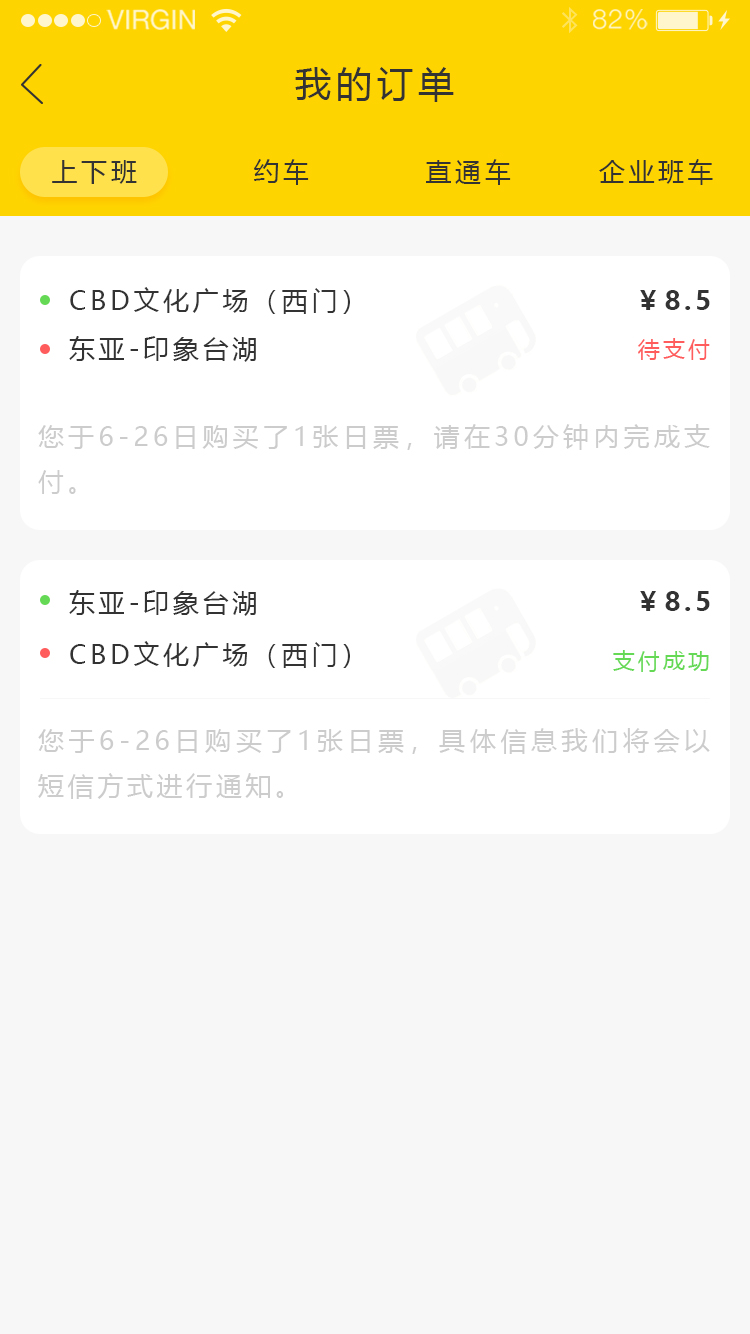 VIRGIN 82%
我的订单
上下班 约车 直通车 企业班车
CBD文化广场（西门） ¥8.5
东亚-印象台湖 待支付
您于6-26日购买了1张日票，请在30分钟内完成支
付。
东亚-印象台湖 ¥8.5
CBD文化广场（西门） 支付成功
您于6-26日购买了1张日票，具体信息我们将会以
短信方式进行通知。